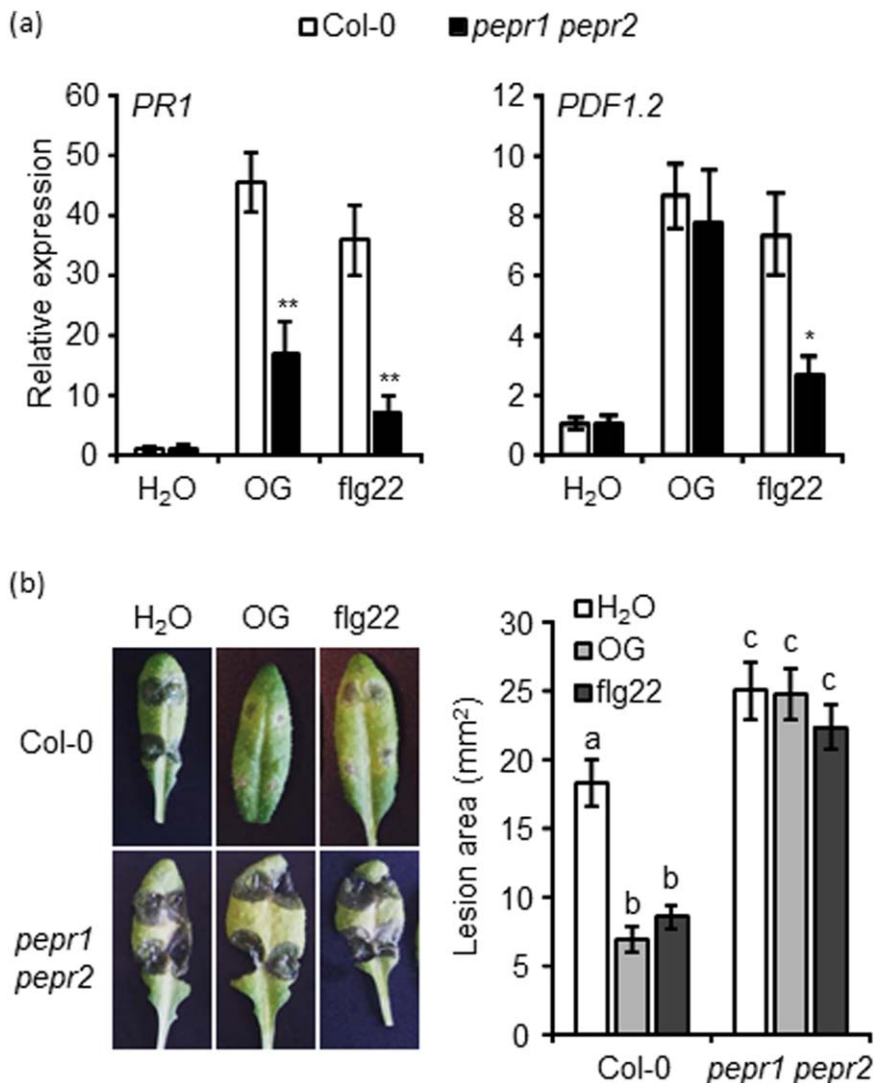 (a)
Col-0 pepr1 pepr2
PR1
Relative expression
60
50
40
30
20
10
0
**
**
H₂O OG flg22
PDF1.2
12
10
8
6
4
2
0
*
H₂O OG flg22
(b)
H₂O OG flg22
Col-0
pepr1
pepr2
H₂O
OG
flg22
Lesion area (mm²)
30
25
20
15
10
5
0
a b b c c c
Col-0 pepr1 pepr2